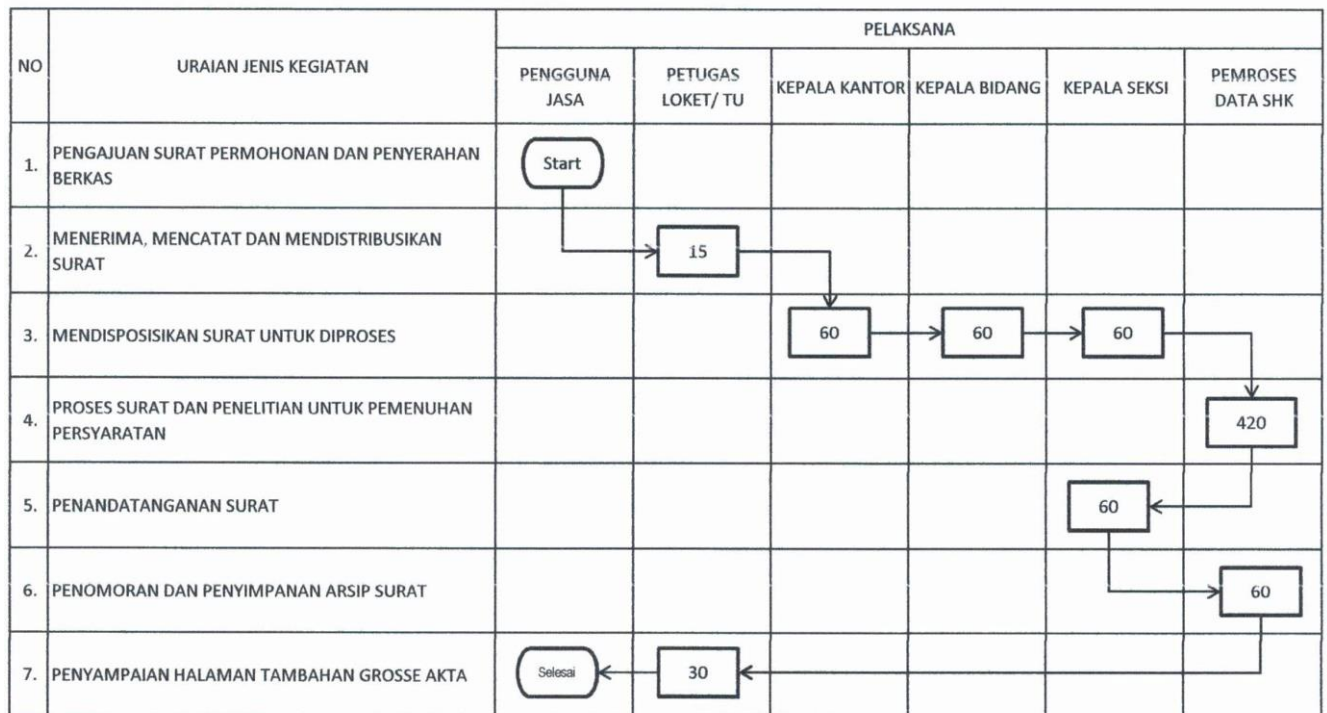 PELAKSANA
NO
URAIAN JENIS KEGIATAN
PENGGUNA
JASA
PETUGAS
LOKET/ TU
KEPALA KANTOR
KEPALA BIDANG
KEPALA SEKSI
PEMROSES
DATA SHK
1.
PENGAJUAN SURAT PERMOHONAN DAN PENYERAHAN
BERKAS
Start
2.
MENERIMA, MENCATAT DAN MENDISTRIBUSIKAN
SURAT
15
3.
MENDISPOSISIKAN SURAT UNTUK DIPROSES
60
60
60
4.
PROSES SURAT DAN PENELITIAN UNTUK PEMENUHAN
PERSYARATAN
420
5.
PENANDATANGANAN SURAT
60
6.
PENOMORAN DAN PENYIMPANAN ARSIP SURAT
60
7.
PENYAMPAIAN HALAMAN TAMBAHAN GROSSE AKTA
Selesai
30